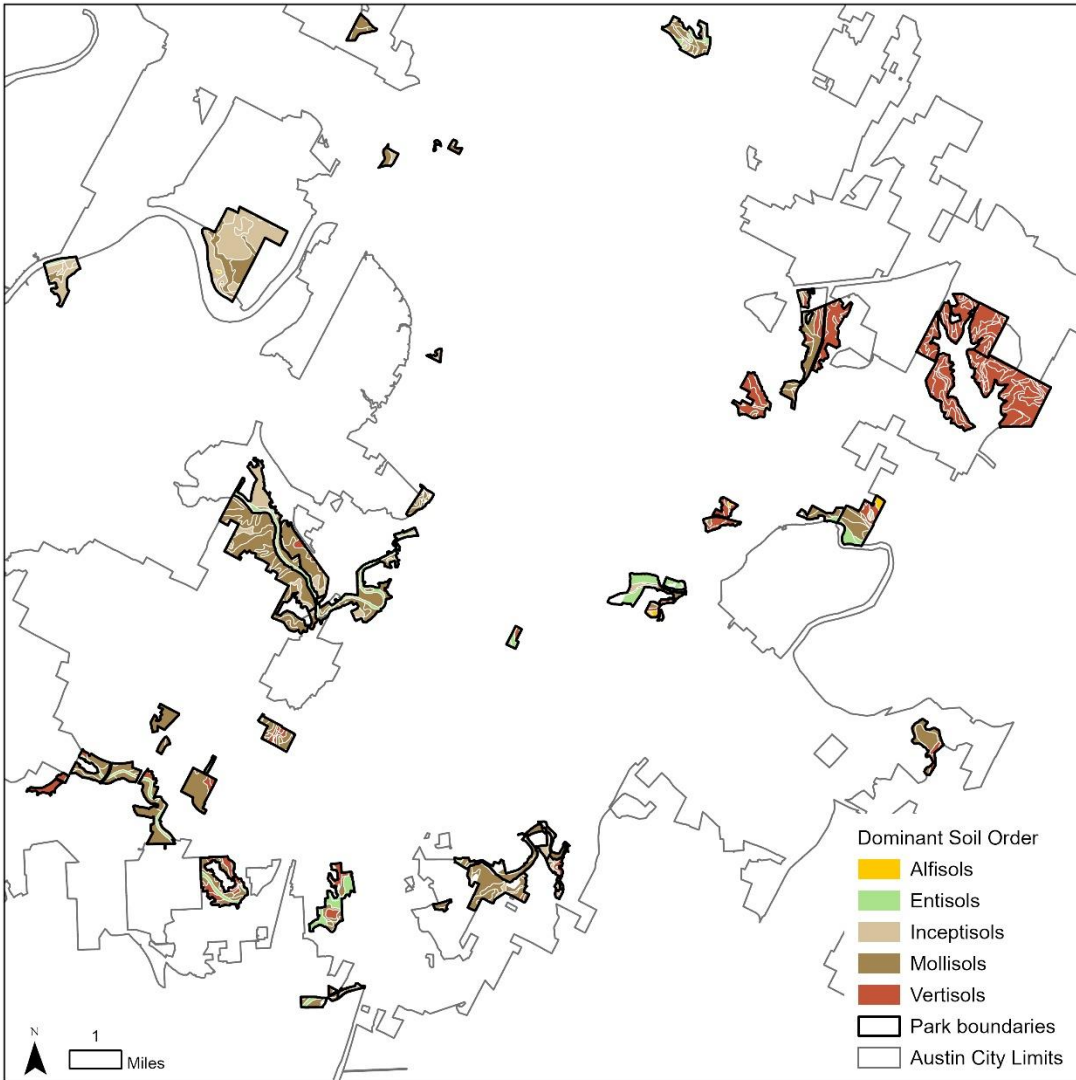 Dominant Soil Order
Alfisols
Entisols
Inceptisols
Mollisols
Vertisols
Park boundaries
Austin City Limits
N
1
Miles